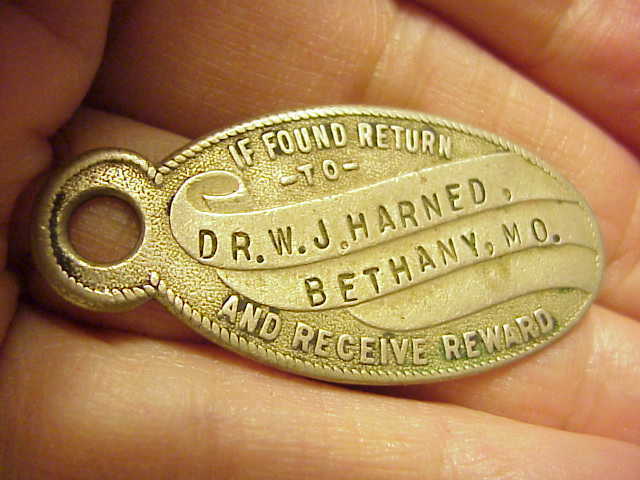 IF FOUND RETURN
-TO-
DR. W. J. HARNED,
BETHANY, MO.
AND RECEIVE REWARD